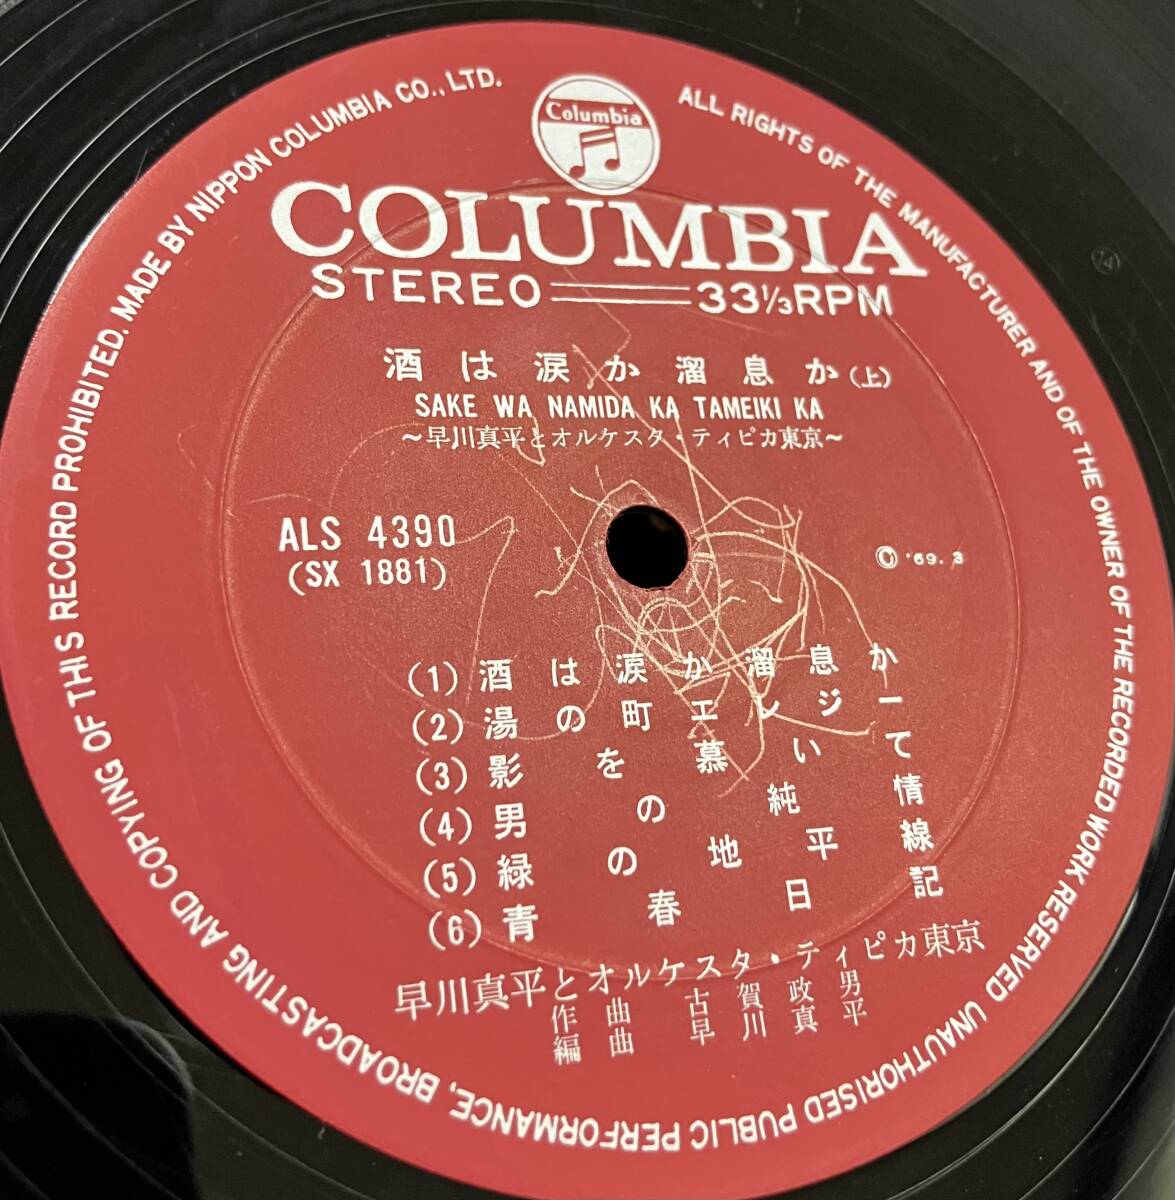 Columbia
COLUMBIA
STEREO 33⅓RPM
酒は涙か溜息か(上)
SAKE WA NAMIDA KA TAMEIKI KA
~早川真平とオルケスタ・ティピカ東京~
ALS 4390
(SX 1881)
Ⓒ '69.3
(1) 酒は涙か溜息か
(2) 湯の町エレジー
(3) 影を慕いて
(4) 男の純情
(5) 緑の地平線
(6) 青春日記
早川真平とオルケスタ・ティピカ東京
作曲 古賀政男
編曲 早川真平
ALL RIGHTS OF THE MANUFACTURER AND OF THE OWNER OF THE RECORDED WORK RESERVED UNAUTHORISED PUBLIC PERFORMANCE, BROADCASTING AND COPYING OF THIS RECORD PROHIBITED. MADE BY NIPPON COLUMBIA CO., LTD.
14